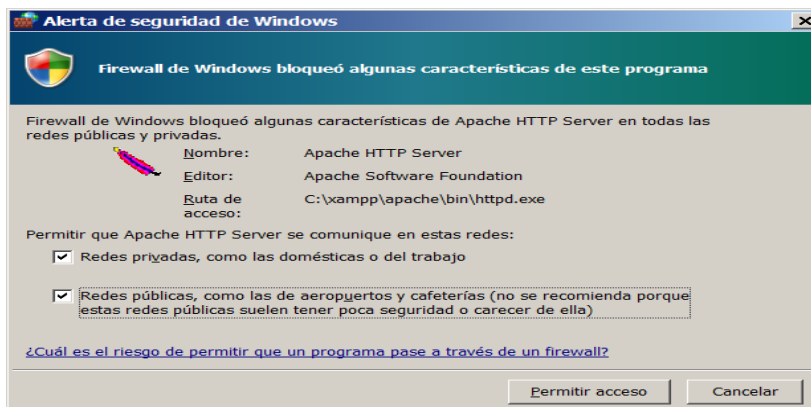 Alerta de seguridad de Windows
Firewall de Windows bloqueó algunas características de este programa
Firewall de Windows bloqueó algunas características de Apache HTTP Server en todas las
redes públicas y privadas.
Nombre: Apache HTTP Server
Editor: Apache Software Foundation
Ruta de C:\xampp\apache\bin\httpd.exe
acceso:
Permitir que Apache HTTP Server se comunique en estas redes:
Redes privadas, como las domésticas o del trabajo
Redes públicas, como las de aeropuertos y cafeterías (no se recomienda porque
estas redes públicas suelen tener poca seguridad o carecer de ella)
¿Cuál es el riesgo de permitir que un programa pase a través de un firewall?
Permitir acceso Cancelar